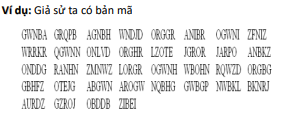 Ví dụ: Giả sử ta có bản mã
GWNBA GRQPB AGNBH WNDJD ORGGR ANIBR OGWNI ZFNIZ
WRRKR QGWNN ONLVD ORGHR LZOTE JGROR JARPO ANBKZ
ONDDG RANHN ZMNWZ LORGR OGWNH WBOHN RQWZD ORGBG
GBHFZ OTEJG ABGWN AROGW NQBHG GWBGP NWBKL BKNRJ
AURDZ GZROJ OBDDB ZIBEI